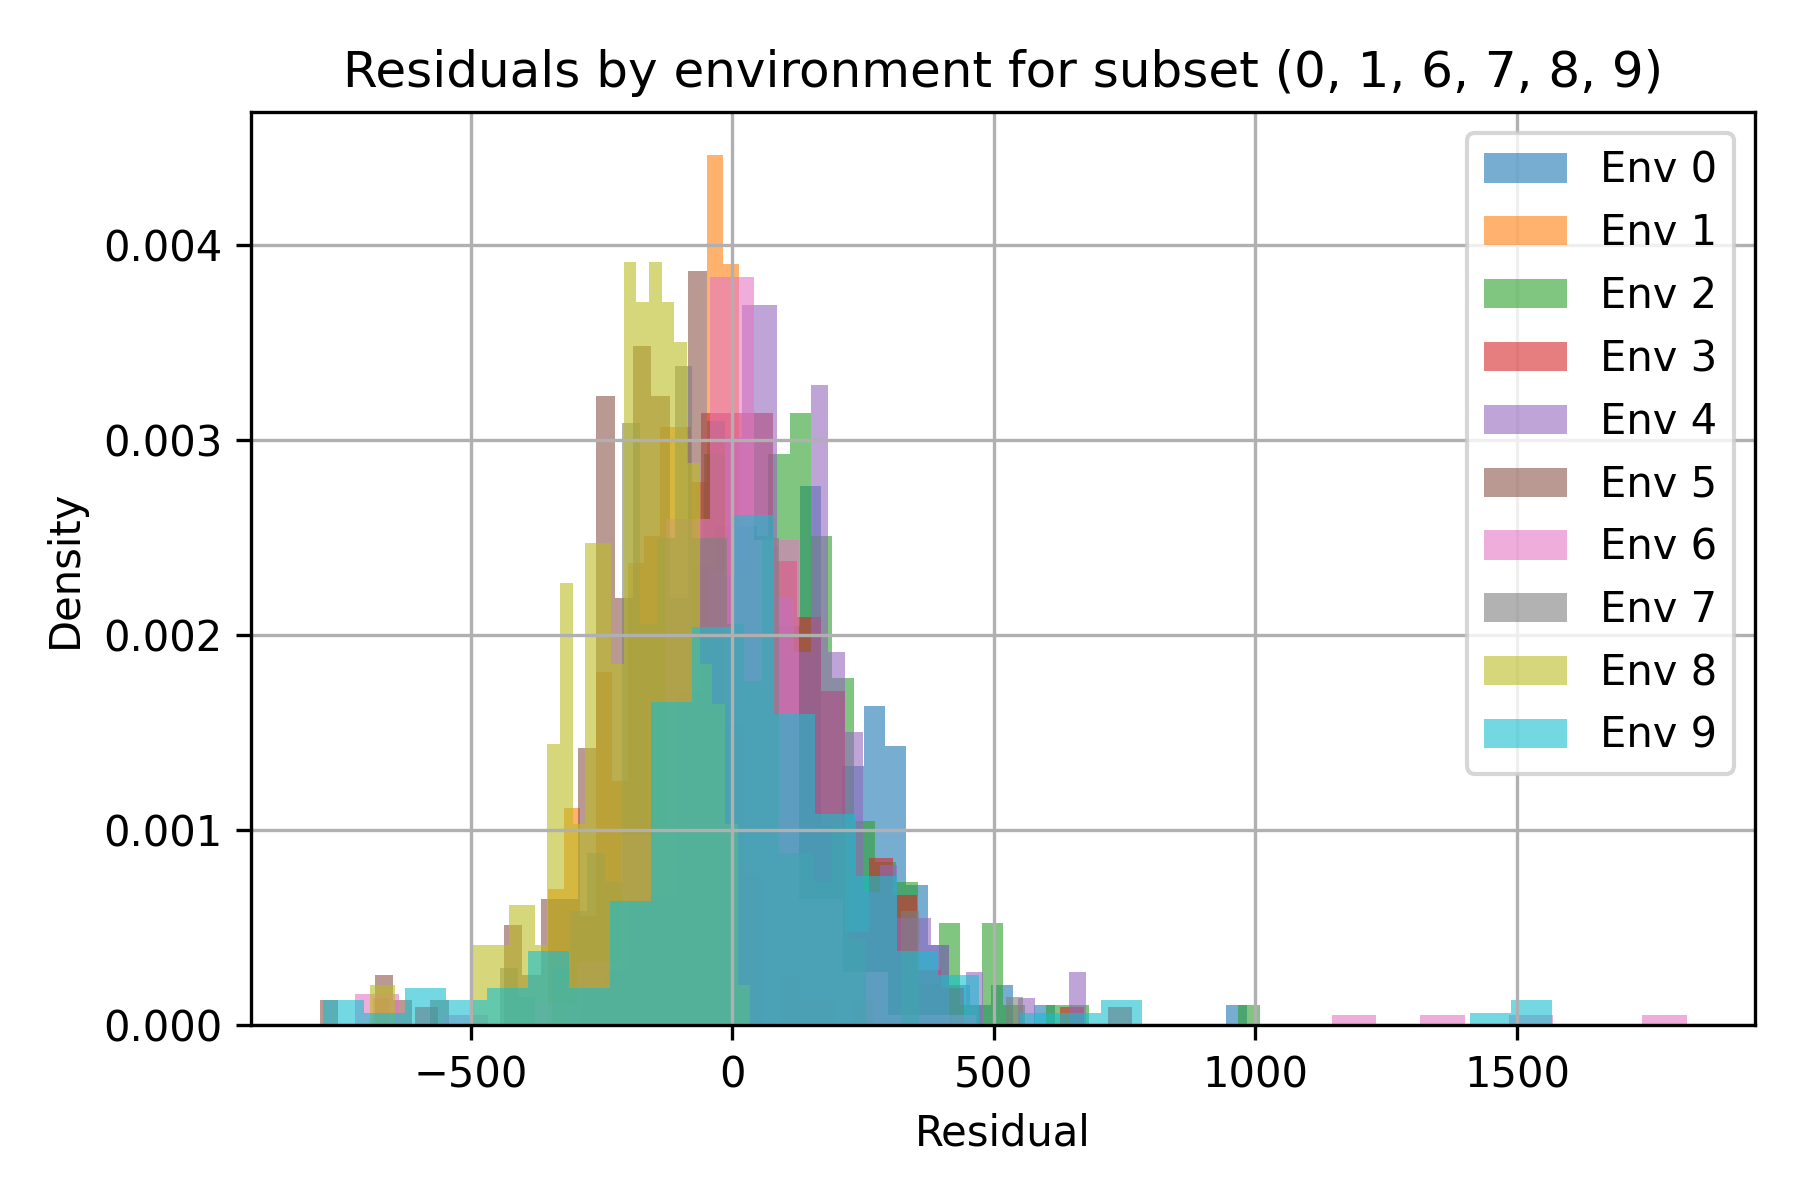 Residuals by environment for subset (0, 1, 6, 7, 8, 9)
Density
0.004
0.003
0.002
0.001
0.000
−500
0
500
1000
1500
Residual
Env 0
Env 1
Env 2
Env 3
Env 4
Env 5
Env 6
Env 7
Env 8
Env 9